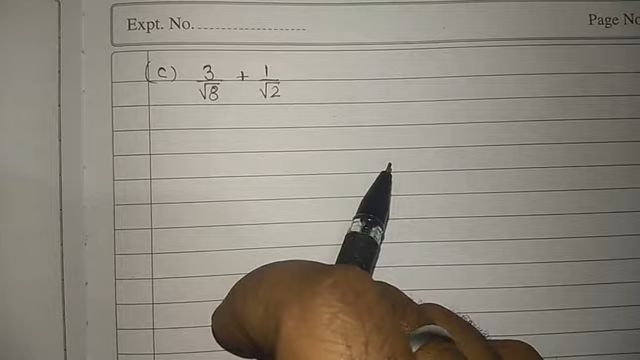 Expt. No.
Page No
(c) 3/√8 + 1/√2